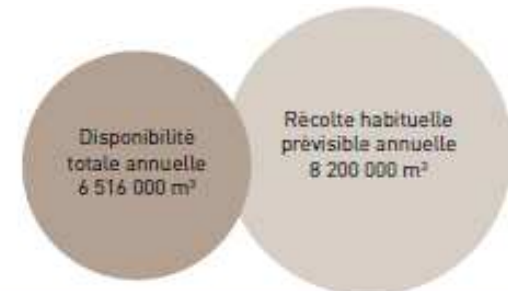 Disponibilité
totale annuelle
6 516 000 m³
Récolte habituelle
prévisible annuelle
8 200 000 m³